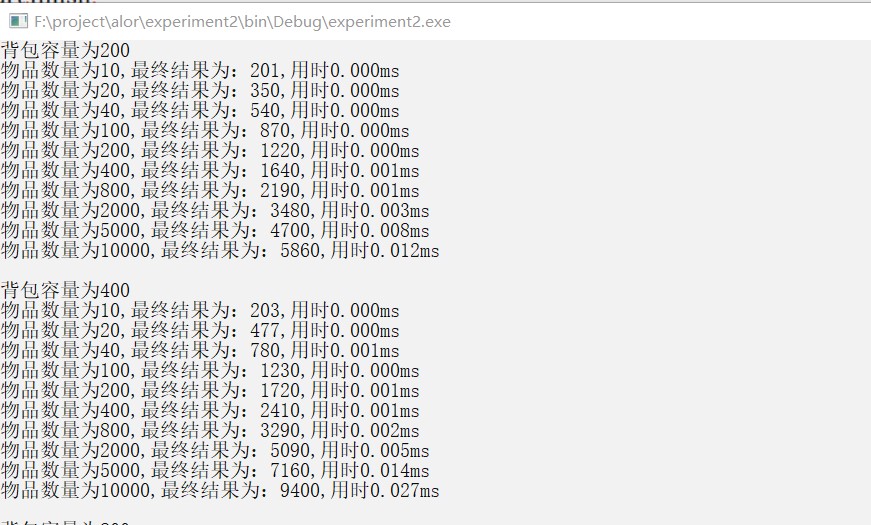 F:\project\alor\experiment2\bin\Debug\experiment2.exe
背包容量为200
物品数量为10,最终结果为：201,用时0.000ms
物品数量为20,最终结果为：350,用时0.000ms
物品数量为40,最终结果为：540,用时0.000ms
物品数量为100,最终结果为：870,用时0.000ms
物品数量为200,最终结果为：1220,用时0.000ms
物品数量为400,最终结果为：1640,用时0.001ms
物品数量为800,最终结果为：2190,用时0.001ms
物品数量为2000,最终结果为：3480,用时0.003ms
物品数量为5000,最终结果为：4700,用时0.008ms
物品数量为10000,最终结果为：5860,用时0.012ms
背包容量为400
物品数量为10,最终结果为：203,用时0.000ms
物品数量为20,最终结果为：477,用时0.000ms
物品数量为40,最终结果为：780,用时0.001ms
物品数量为100,最终结果为：1230,用时0.000ms
物品数量为200,最终结果为：1720,用时0.001ms
物品数量为400,最终结果为：2410,用时0.001ms
物品数量为800,最终结果为：3290,用时0.002ms
物品数量为2000,最终结果为：5090,用时0.005ms
物品数量为5000,最终结果为：7160,用时0.014ms
物品数量为10000,最终结果为：9400,用时0.027ms